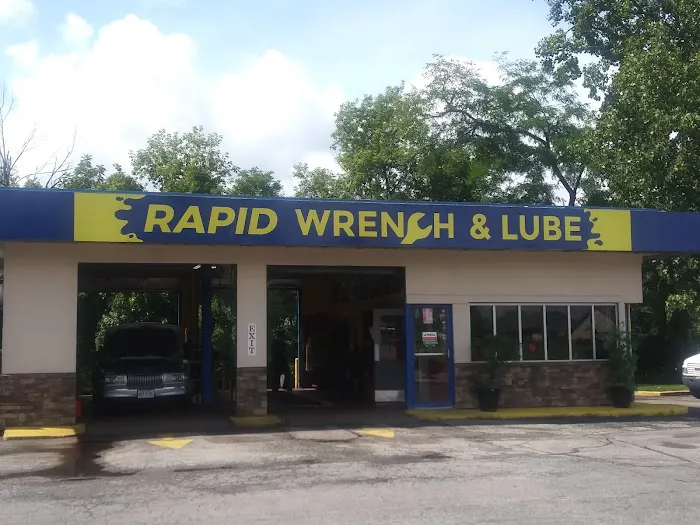 RAPID WRENCH & LUBE
EXIT